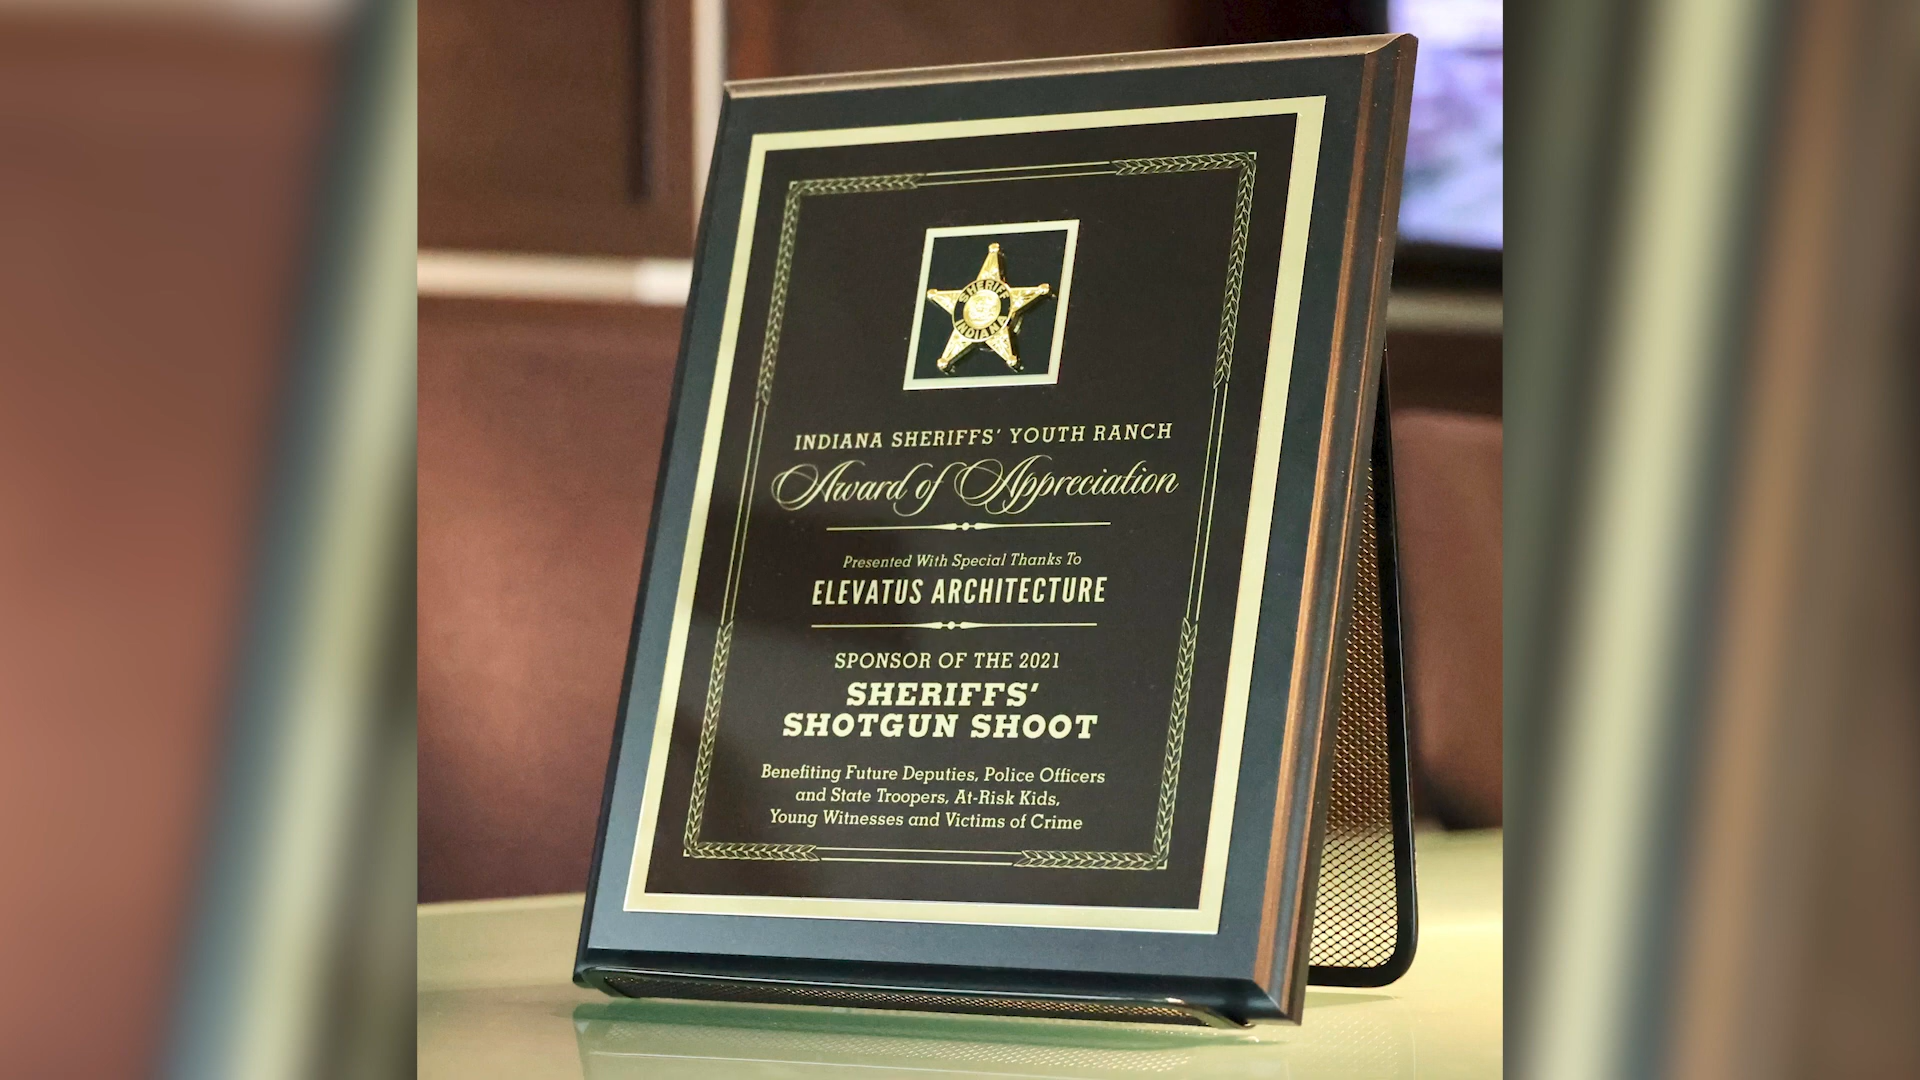 SHERIFF
INDIANA
INDIANA SHERIFFS' YOUTH RANCH
Award of Appreciation
Presented With Special Thanks To
ELEVATUS ARCHITECTURE
SPONSOR OF THE 2021
SHERIFFS'
SHOTGUN SHOOT
Benefiting Future Deputies, Police Officers
and State Troopers, At-Risk Kids,
Young Witnesses and Victims of Crime